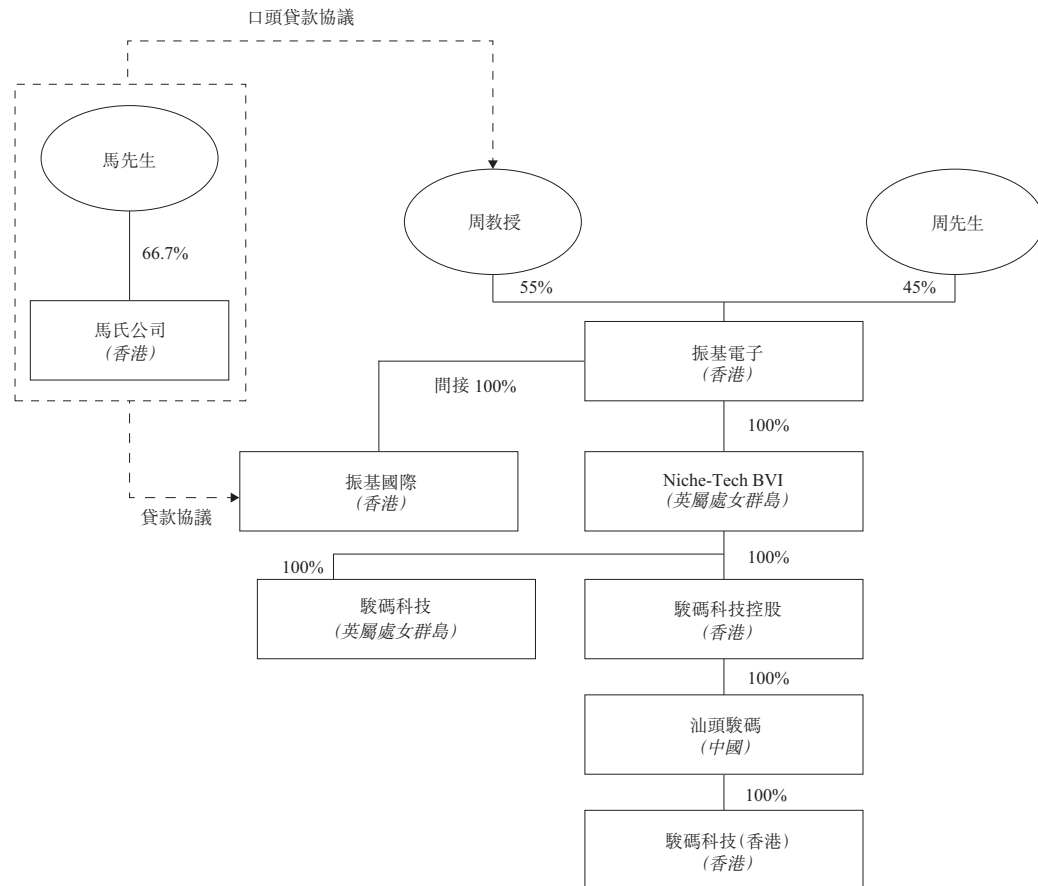 口頭貸款協議
馬先生
66.7%
馬氏公司
(香港)
周教授
周先生
55%
45%
振基電子
(香港)
間接 100%
100%
振基國際
(香港)
貸款協議
Niche-Tech BVI
(英屬處女群島)
100%
100%
駿碼科技
(英屬處女群島)
駿碼科技控股
(香港)
100%
汕頭駿碼
(中國)
100%
駿碼科技(香港)
(香港)